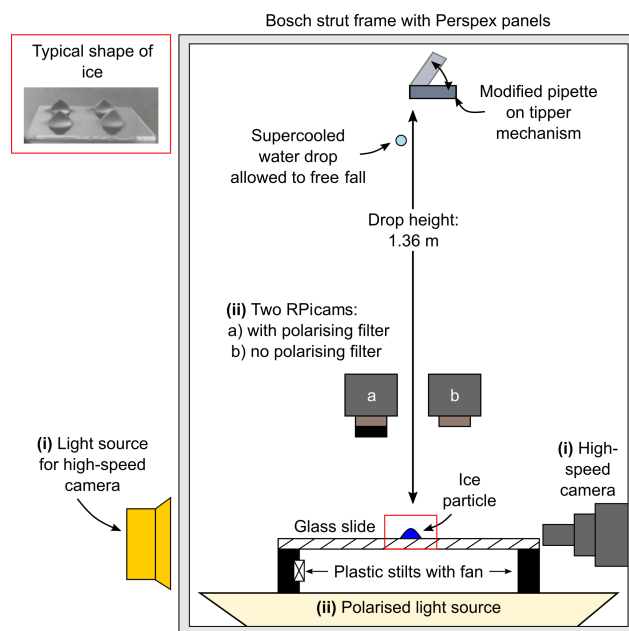 Bosch strut frame with Perspex panels
Typical shape of
ice
Modified pipette
on tipper
mechanism
Supercooled
water drop
allowed to free fall
Drop height:
1.36 m
(ii) Two RPicams:
a) with polarising filter
b) no polarising filter
a
b
(i) Light source
for high-speed
camera
(i) High-
speed
camera
Ice
particle
Glass slide
Plastic stilts with fan
(ii) Polarised light source